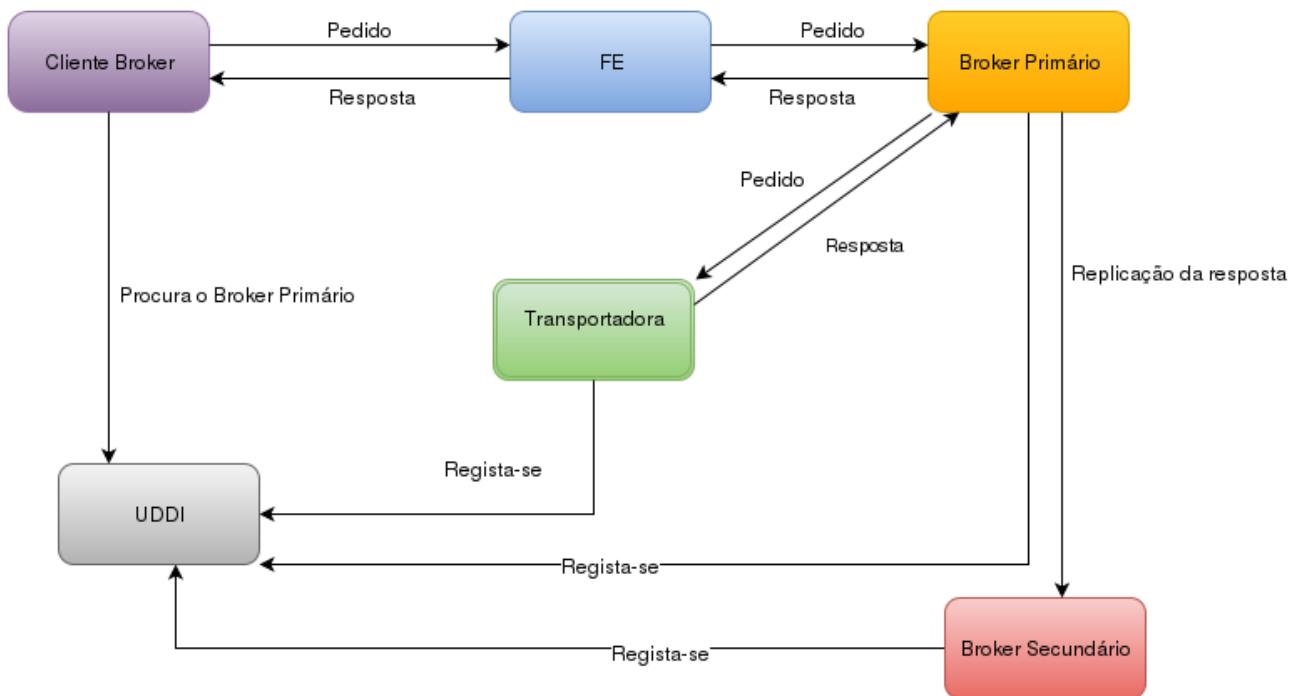 Pedido
Pedido
Cliente Broker
FE
Broker Primário
Resposta
Resposta
Pedido
Resposta
Replicação da resposta
Procura o Broker Primário
Transportadora
Regista-se
UDDI
Regista-se
Broker Secundário
Regista-se